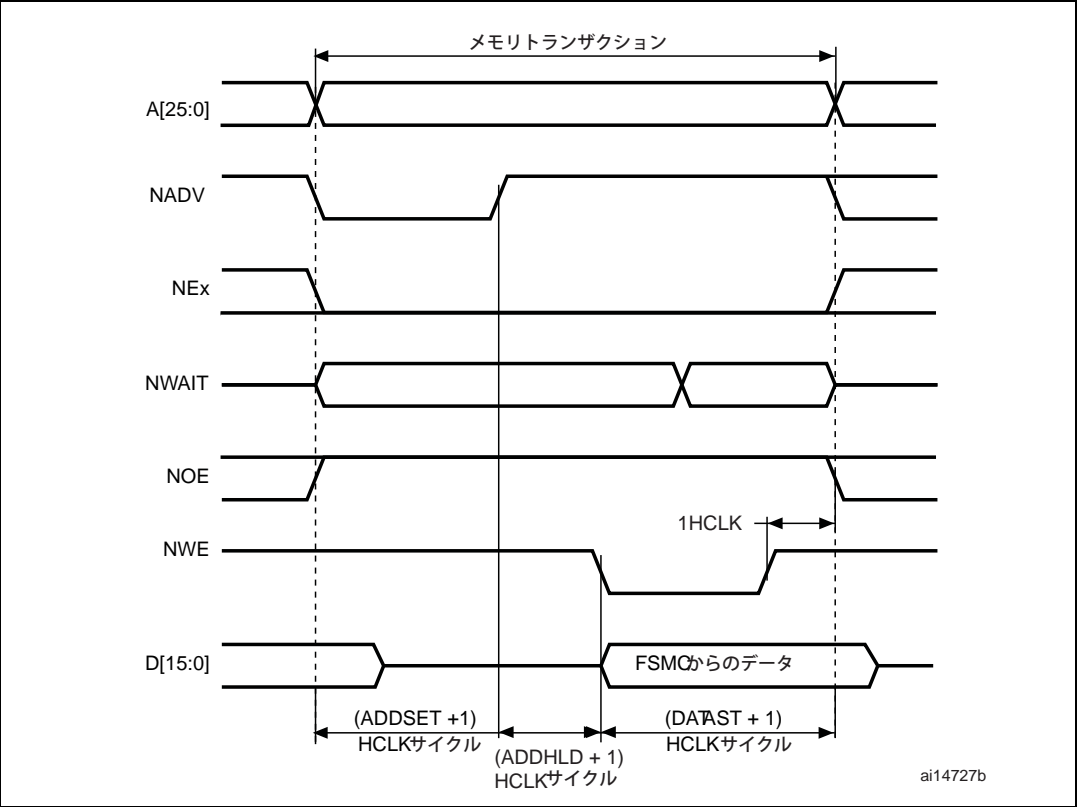 メモリトランザクション
A[25:0]
NADV
NEx
NWAIT
NOE
1HCLK
NWE
D[15:0]
FSMCからのデータ
(ADDSET +1)
HCLKサイクル
(ADDHLD + 1)
HCLKサイクル
(DATAST + 1)
HCLKサイクル
ai14727b